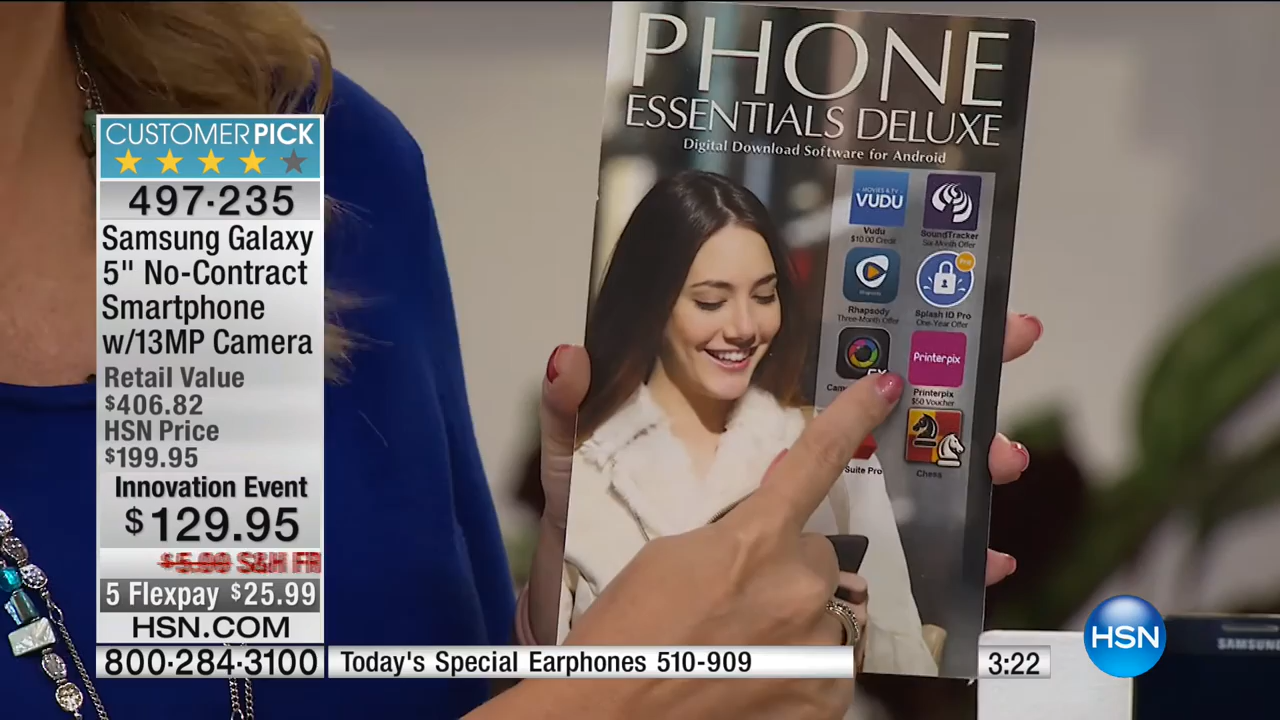 PHONE
ESSENTIALS DELUXE
Digital Download Software for Android
MOVIES & TV
VUDU
Vudu
$10.00 Credit
SoundTracker
Six Month Offer
Rhapsody
Rhapsody
Three-Month Offer
Pro
Splash ID Pro
One-Year Offer
FX
Printerpix
Printerpix
$50 Voucher
Suite Pro
Chess
CUSTOMER PICK
497-235
Samsung Galaxy
5" No-Contract
Smartphone
w/13MP Camera
Retail Value
$406.82
HSN Price
$199.95
Innovation Event
$129.95
$5.99 S&H FR
5 Flexpay $25.99
HSN.COM
800-284-3100
Today's Special Earphones 510-909
3:22
HSN
SAMSUNG